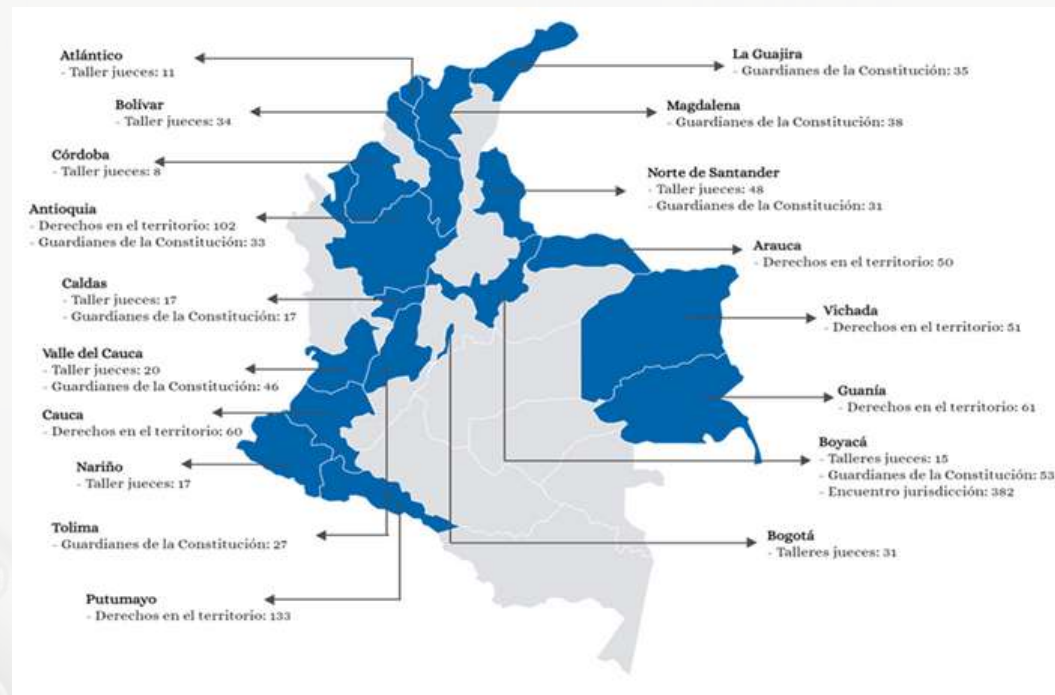 Atlántico
- Taller jueces: 11
Bolívar
- Taller jueces: 34
Córdoba
- Taller jueces: 8
Antioquia
- Derechos en el territorio: 102
- Guardianes de la Constitución: 33
Caldas
- Taller jueces: 17
- Guardianes de la Constitución: 17
Valle del Cauca
- Taller jueces: 20
- Guardianes de la Constitución: 46
Cauca
- Derechos en el territorio: 60
Nariño
- Taller jueces: 17
Tolima
- Guardianes de la Constitución: 27
Putumayo
- Derechos en el territorio: 133
La Guajira
- Guardianes de la Constitución: 35
Magdalena
- Guardianes de la Constitución: 38
Norte de Santander
- Taller jueces: 48
- Guardianes de la Constitución: 31
Arauca
- Derechos en el territorio: 50
Vichada
- Derechos en el territorio: 51
Guanía
- Derechos en el territorio: 61
Boyacá
- Talleres jueces: 15
- Guardianes de la Constitución: 53
- Encuentro jurisdicción: 382
Bogotá
- Talleres jueces: 31